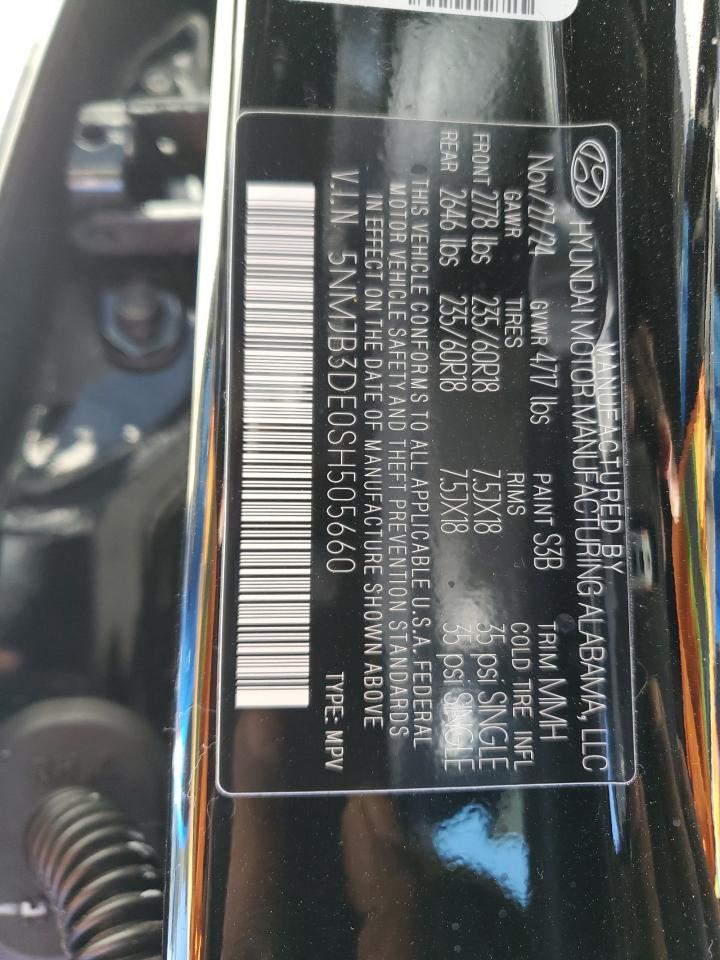 MANUFACTURED BY
HYUNDAI MOTOR MANUFACTURING ALABAMA, LLC
Nov/27/24 GVWR 4717 lbs PAINT S3B TRIM MMH
GAWR TIRES RIMS COLD TIRE INFL
FRONT 2778 lbs 235/60R18 7.5JX18 35 psi SINGLE
REAR 2646 lbs 235/60R18 7.5JX18 35 psi SINGLE
THIS VEHICLE CONFORMS TO ALL APPLICABLE U.S.A. FEDERAL
MOTOR VEHICLE SAFETY AND THEFT PREVENTION STANDARDS
IN EFFECT ON THE DATE OF MANUFACTURE SHOWN ABOVE
V.I.N 5NMJB3DE0SH505660 TYPE: MPV